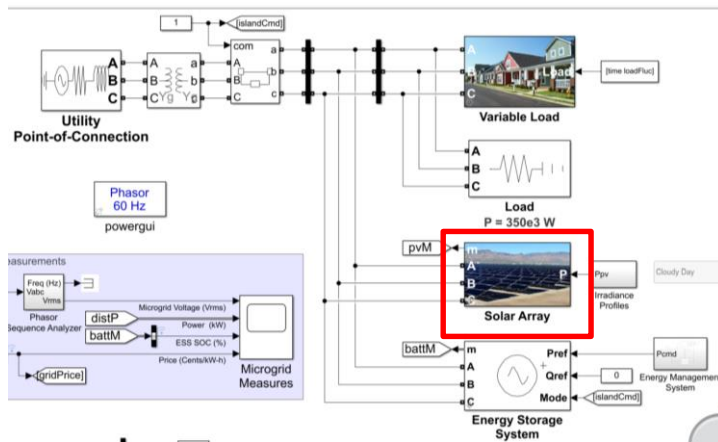 1
[islandCmd]
com
A
B
C
A
B
C
a
b
c
Yg
Yg
A
B
C
a
b
c
A
B
C
Load
[time loadFluc]
Utility
Point-of-Connection
Variable Load
A
B
C
Load
P = 350e3 W
Phasor
60 Hz
powergui
pvM
m
A
B
C
P
Ppv
Cloudy Day
Solar Array
Irradiance
Profiles
easurements
Freq (Hz)
Vabc
Vrms
Phasor
Sequence Analyzer
Microgrid Voltage (Vrms)
distP
Power (kW)
battM
ESS SOC (%)
Price (Cents/kW-h)
[gridPrice]
Microgrid
Measures
battM
m
A
B
C
Pref
Qref
Mode
Pcmd
0
[islandCmd]
Energy Management
System
Energy Storage
System